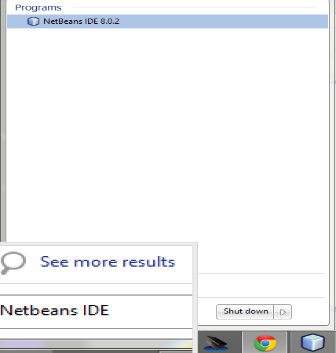 Programs
NetBeans IDE 8.0.2
See more results
Netbeans IDE
Shut down